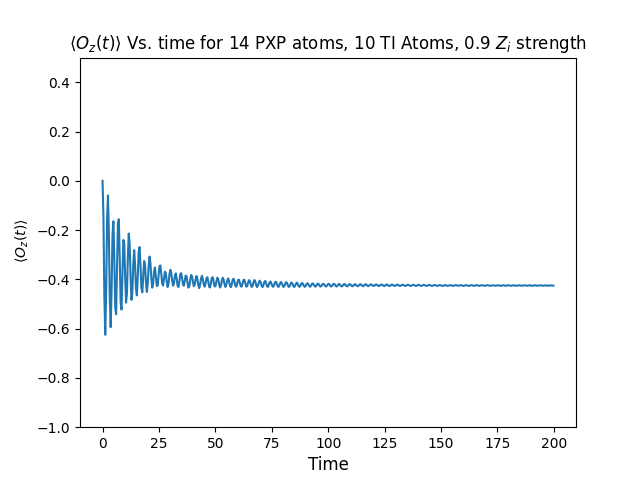 ⟨O_z(t)⟩ Vs. time for 14 PXP atoms, 10 TI Atoms, 0.9 Z_i strength
0.4
0.2
0.0
−0.2
−0.4
−0.6
−0.8
−1.0
⟨O_z(t)⟩
0 25 50 75 100 125 150 175 200
Time